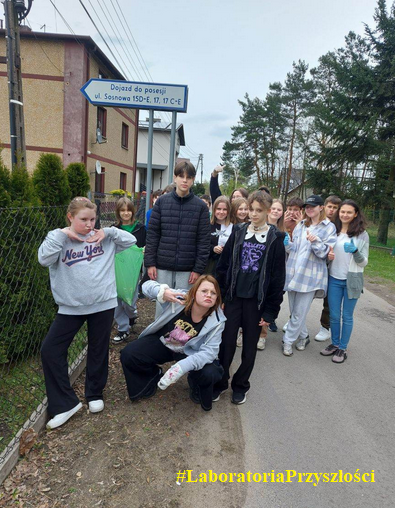 Dojazd do posesji
ul. Sosnowa 15D-E, 17, 17 C-E
New York
#LaboratoriaPrzyszłości